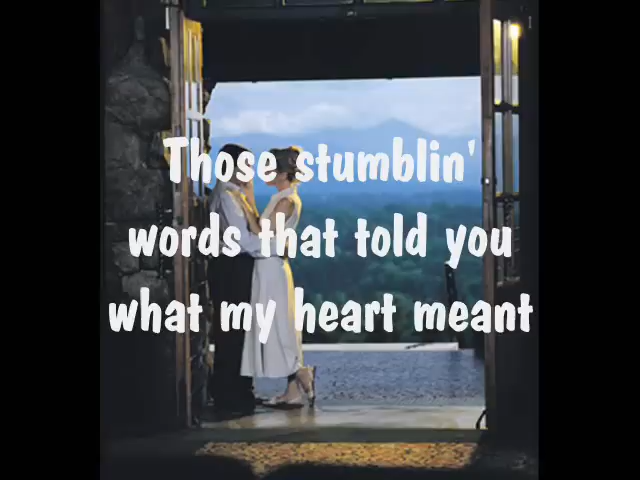 Those stumblin'
words that told you
what my heart meant